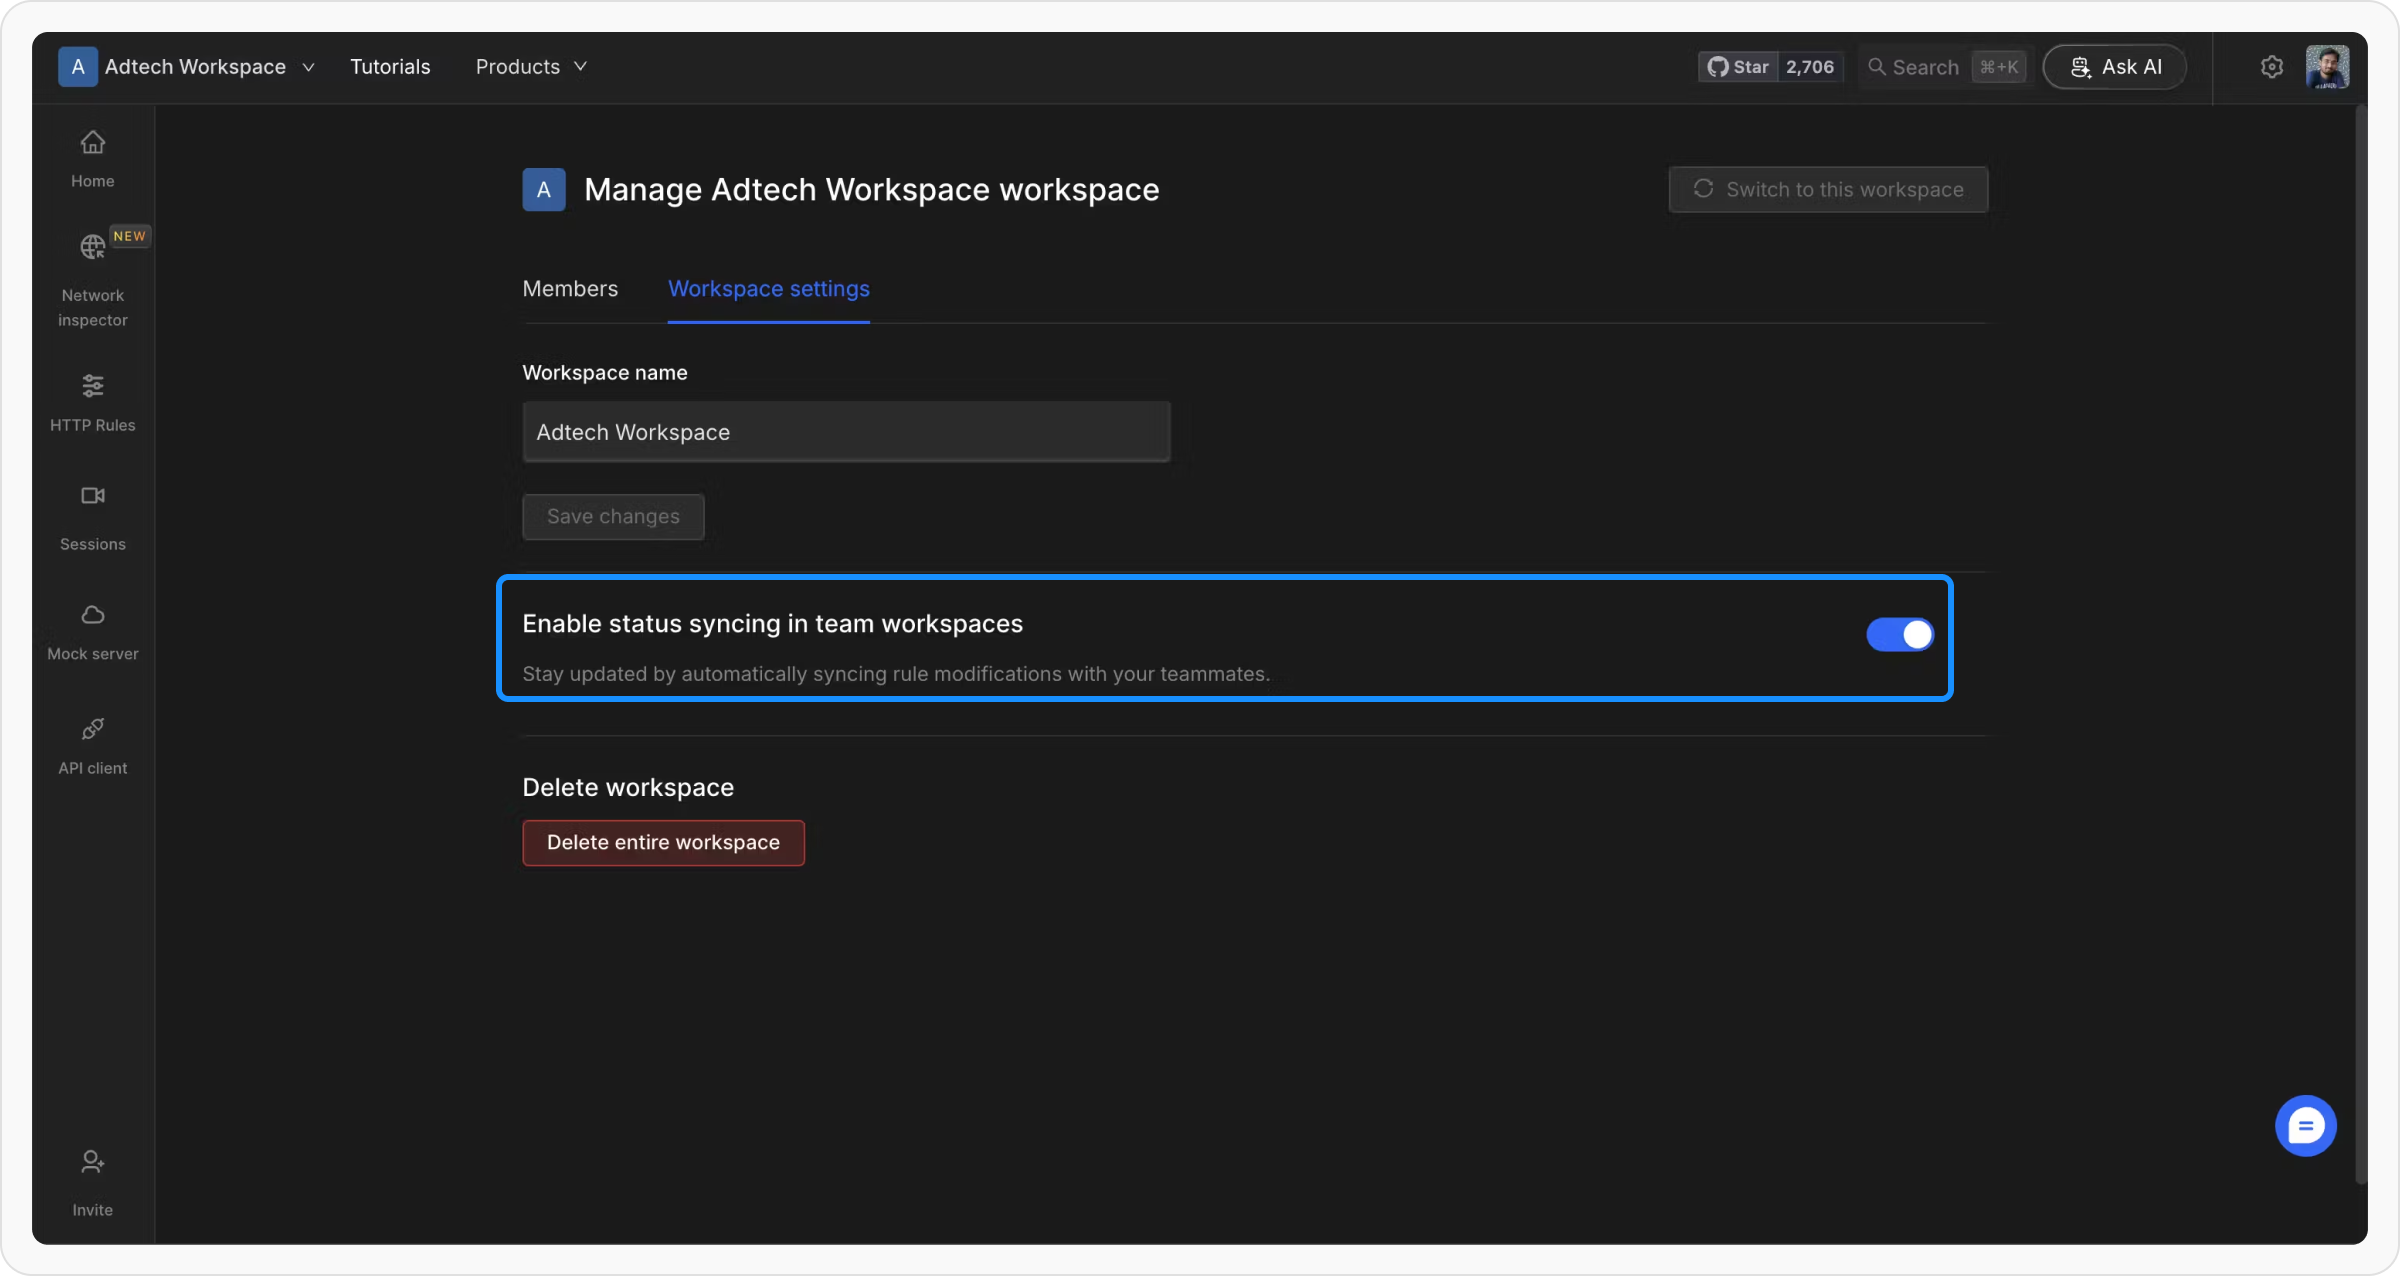 A Adtech Workspace Tutorials Products Star 2,706 Search ⌘+K Ask AI
Home
NEW
Network
inspector
HTTP Rules
Sessions
Mock server
API client
Invite
A Manage Adtech Workspace workspace Switch to this workspace
Members Workspace settings
Workspace name
Adtech Workspace
Save changes
Enable status syncing in team workspaces
Stay updated by automatically syncing rule modifications with your teammates.
Delete workspace
Delete entire workspace